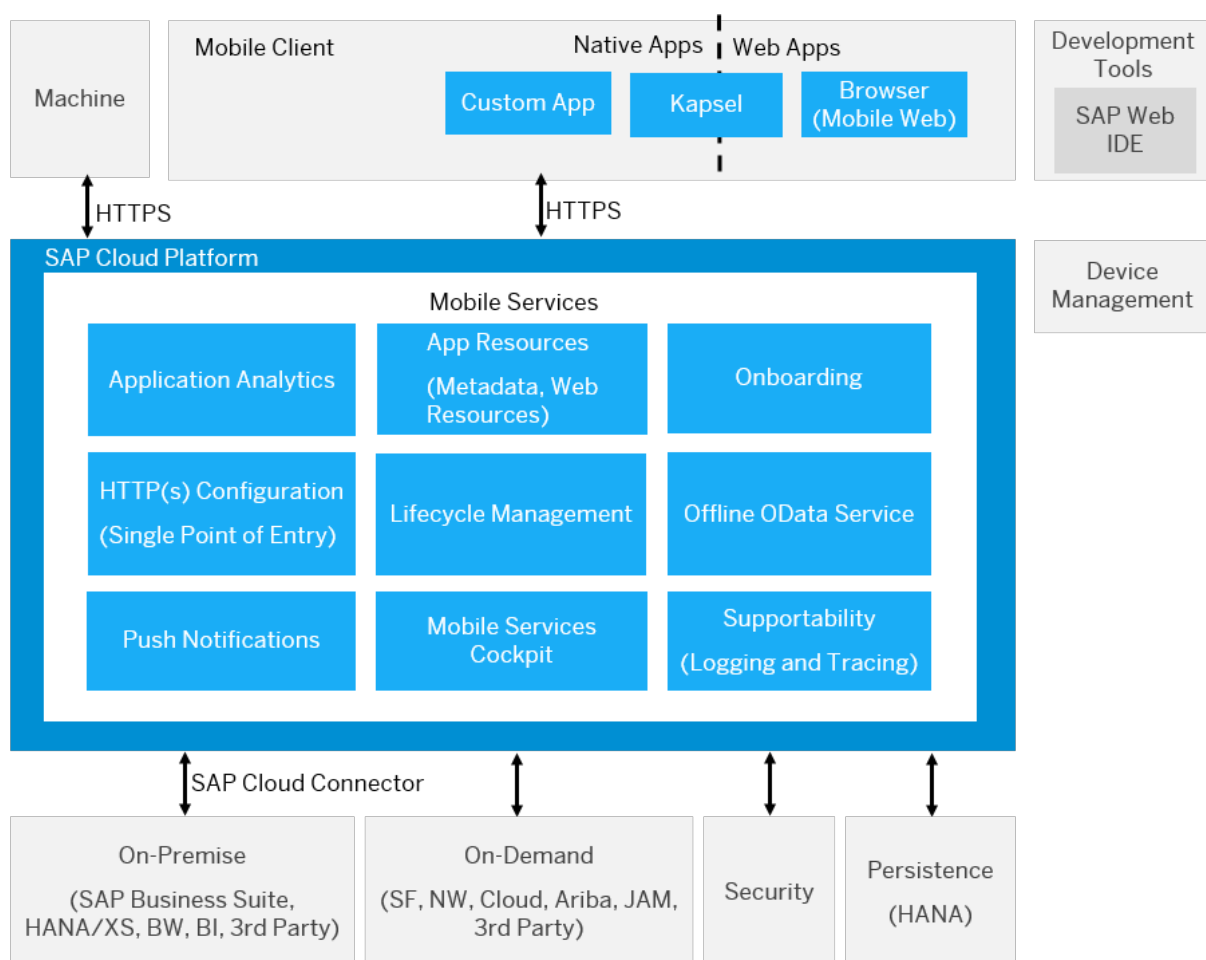 Machine
Mobile Client
Native Apps
Web Apps
Custom App
Kapsel
Browser
(Mobile Web)
Development
Tools
SAP Web
IDE
HTTPS
HTTPS
SAP Cloud Platform
Device
Management
Mobile Services
Application Analytics
App Resources
(Metadata, Web
Resources)
Onboarding
HTTP(s) Configuration
(Single Point of Entry)
Lifecycle Management
Offline OData Service
Push Notifications
Mobile Services
Cockpit
Supportability
(Logging and Tracing)
SAP Cloud Connector
On-Premise
(SAP Business Suite,
HANA/XS, BW, BI, 3rd Party)
On-Demand
(SF, NW, Cloud, Ariba, JAM,
3rd Party)
Security
Persistence
(HANA)